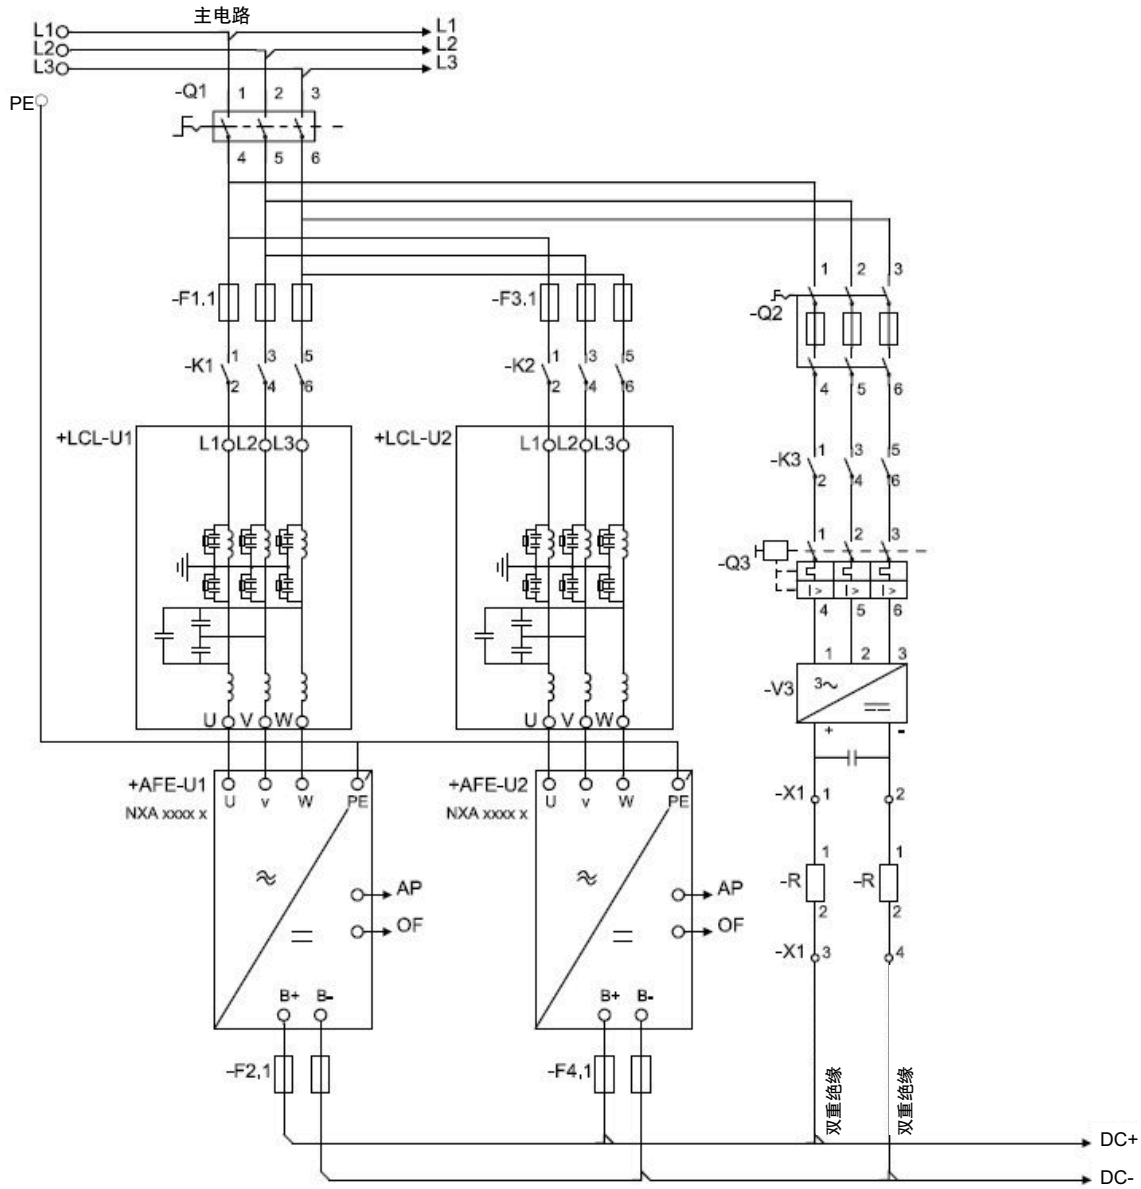 主电路
L1 L1
L2 L2
L3 L3
PE
-Q1 1 2 3
4 5 6
1 2 3
-F1.1 -F3.1 -Q2
-K1 1 3 5 -K2 1 3 5
2 4 6 2 4 6 4 5 6
+LCL-U1 L1 L2 L3 +LCL-U2 L1 L2 L3
-K3 1 3 5
2 4 6
1 2 3
-Q3
I> I> I>
4 5 6
1 2 3
-V3 3~
U V W U V W
+ -
+AFE-U1 +AFE-U2
U v W PE U v W PE
NXA xxxx x NXA xxxx x
-X1 1 2
1 1
-R -R
2 2
AP AP
OF OF
-X1 3 4
B+ B- B+ B-
-F2,1 -F4,1
双重绝缘 双重绝缘
DC+
DC-